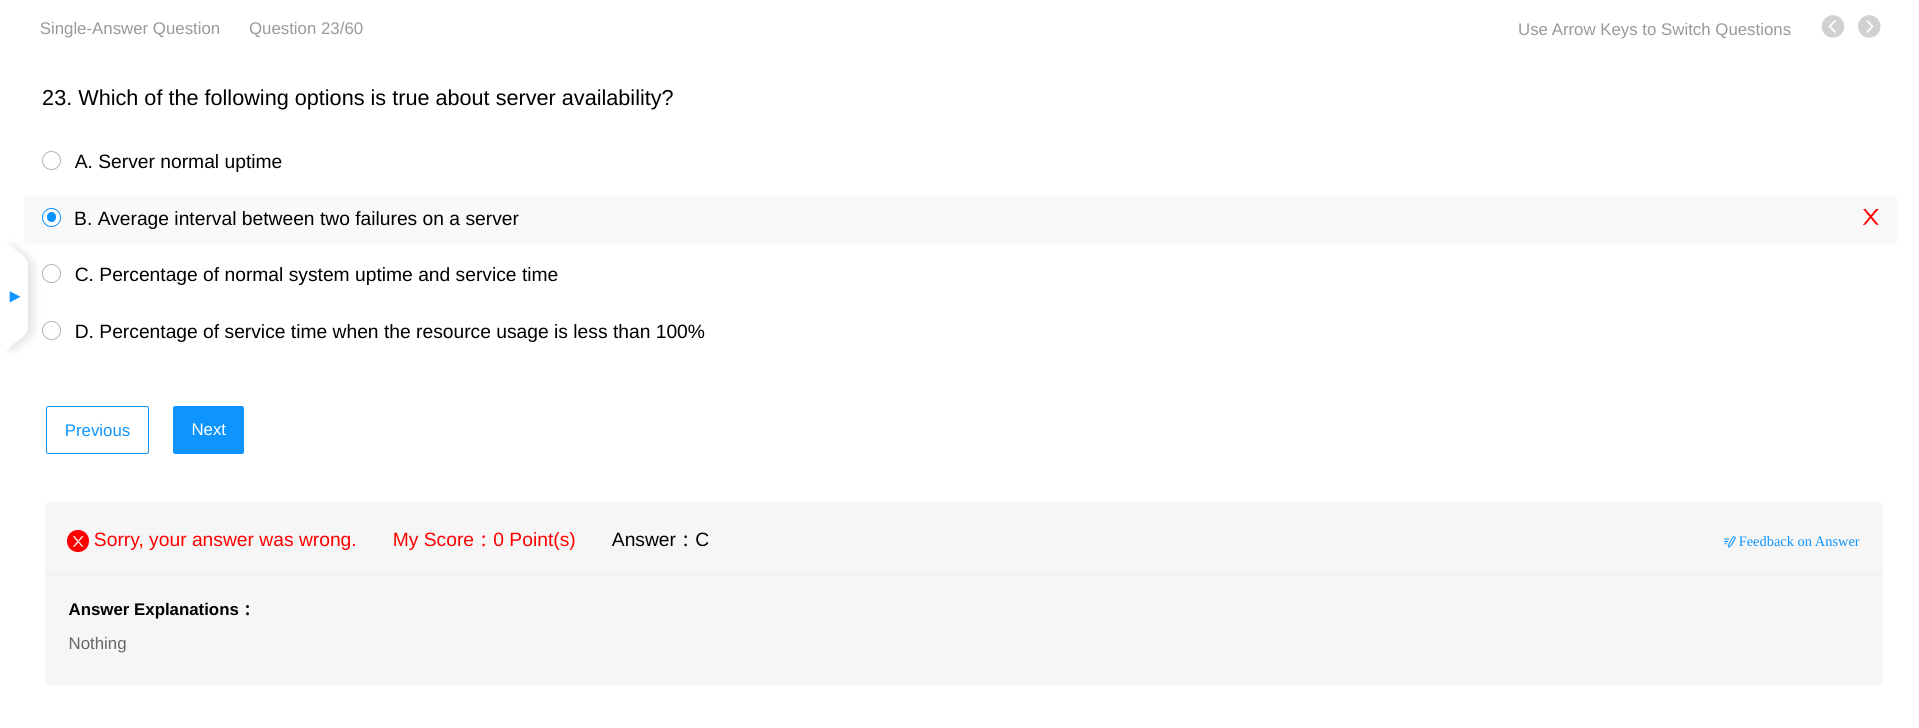 Single-Answer Question Question 23/60 Use Arrow Keys to Switch Questions
23. Which of the following options is true about server availability?
A. Server normal uptime
B. Average interval between two failures on a server
C. Percentage of normal system uptime and service time
D. Percentage of service time when the resource usage is less than 100%
Previous Next
Sorry, your answer was wrong. My Score：0 Point(s) Answer：C Feedback on Answer
Answer Explanations：
Nothing